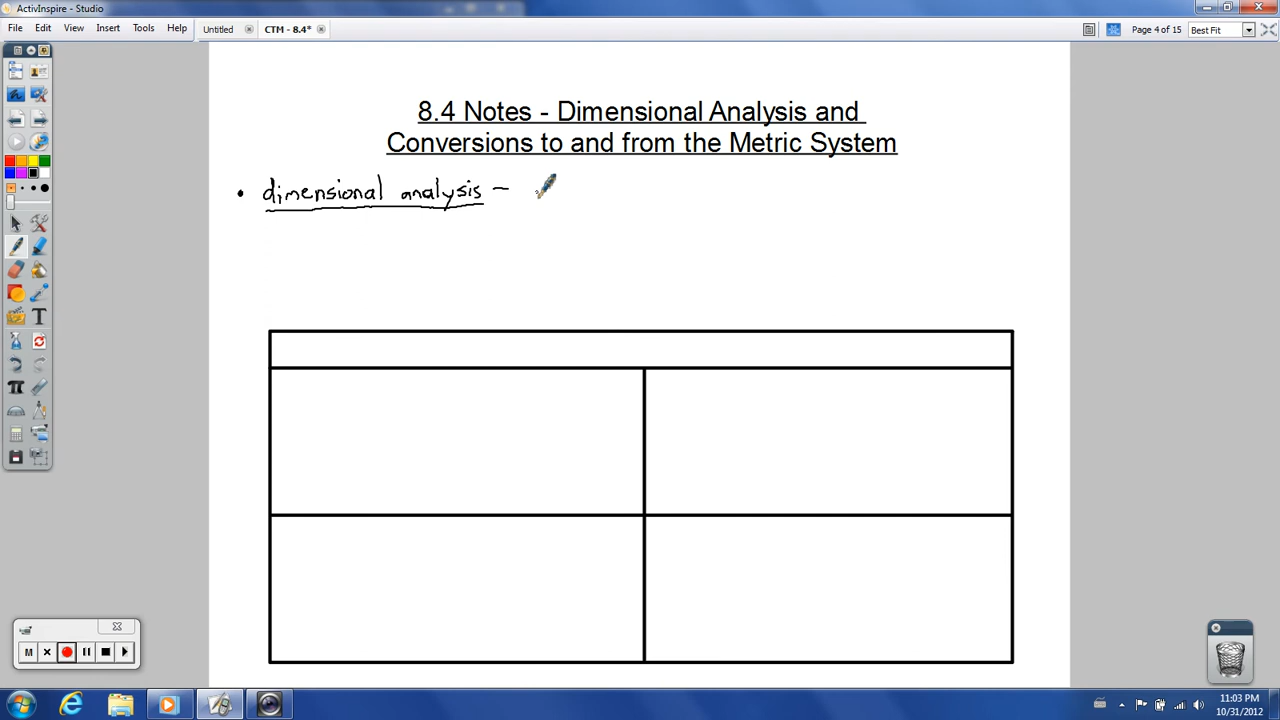 ActivInspire - Studio
File Edit View Insert Tools Help
Untitled
CTM - 8.4*
Page 4 of 15
Best Fit
8.4 Notes - Dimensional Analysis and
Conversions to and from the Metric System
• dimensional analysis -
M
11:03 PM
10/31/2012